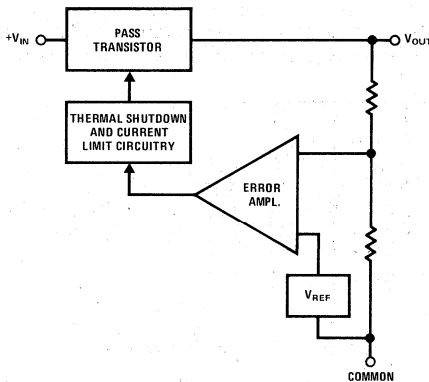 +VIN
PASS
TRANSISTOR
VOUT
THERMAL SHUTDOWN
AND CURRENT
LIMIT CIRCUITRY
ERROR
AMPL.
VREF
COMMON